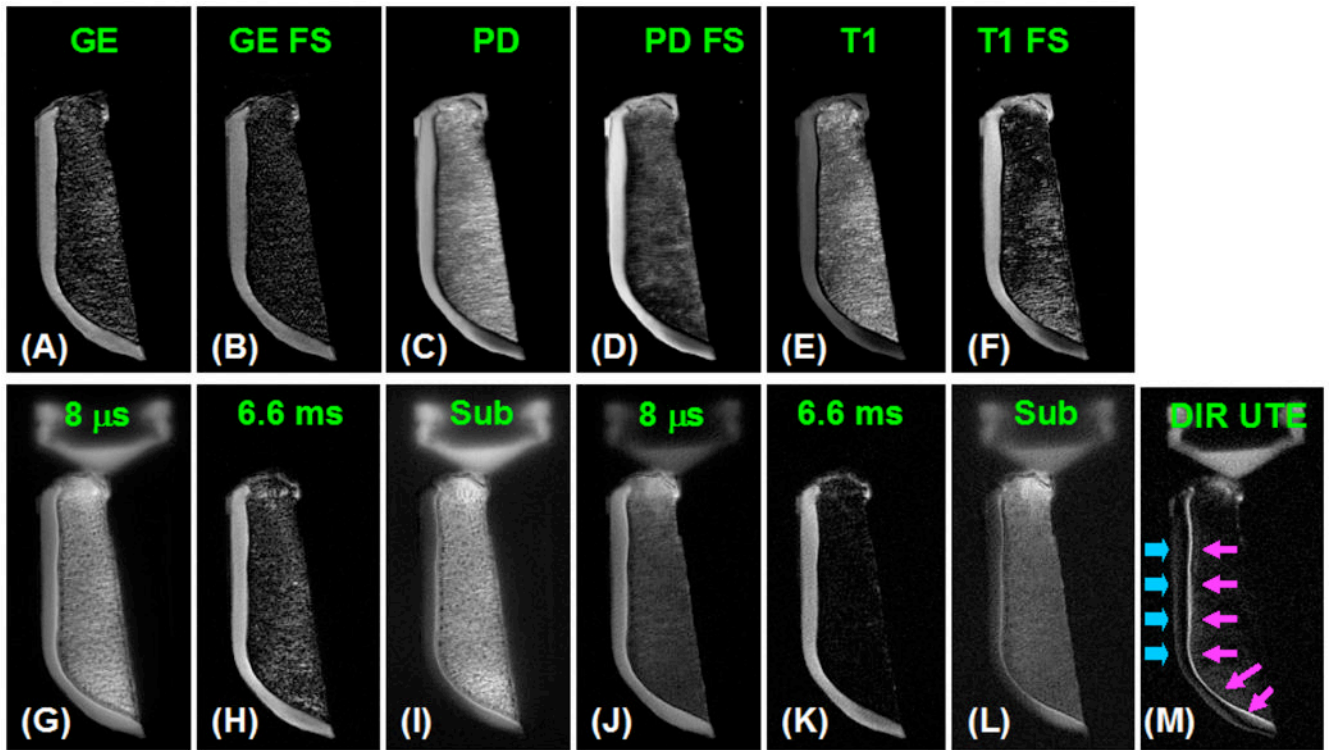 GE GE FS PD PD FS T1 T1 FS
(A) (B) (C) (D) (E) (F)
8 μs 6.6 ms Sub 8 μs 6.6 ms Sub DIR UTE
(G) (H) (I) (J) (K) (L) (M)